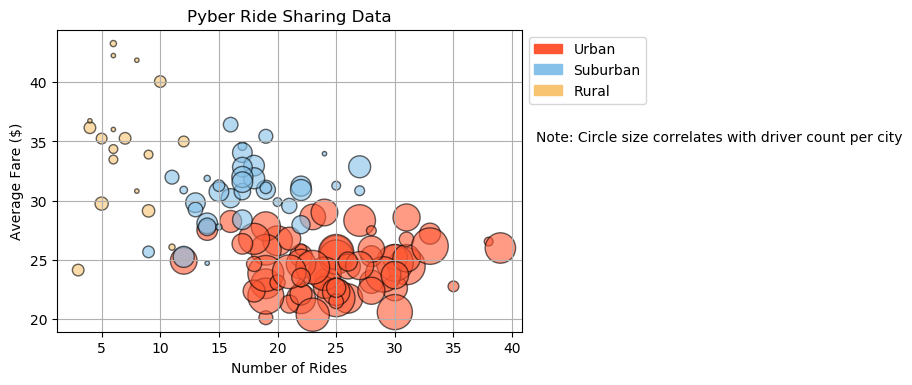 Pyber Ride Sharing Data
Average Fare ($)
40
35
30
25
20
5
10
15
20
25
30
35
40
Number of Rides
Urban
Suburban
Rural
Note: Circle size correlates with driver count per city